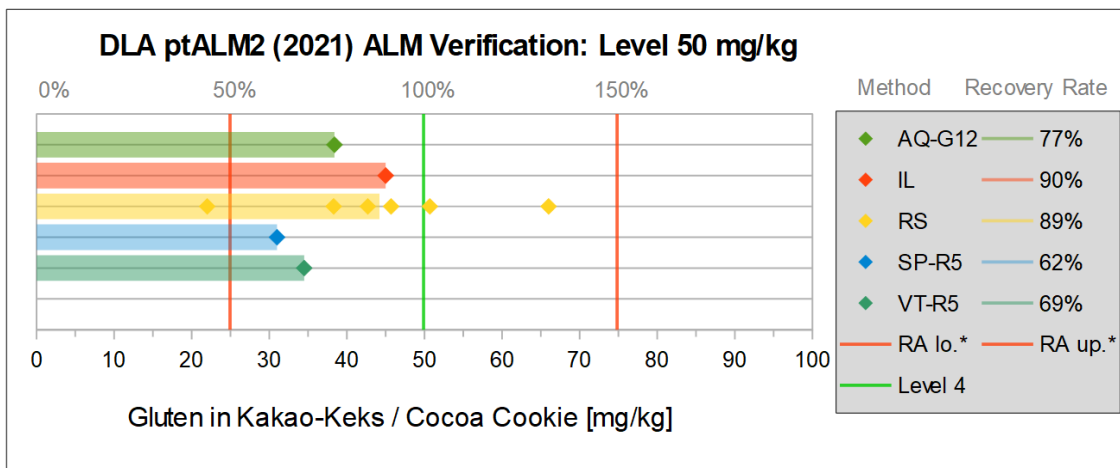 DLA ptALM2 (2021) ALM Verification: Level 50 mg/kg
0% 50% 100% 150% Method Recovery Rate
AQ-G12 77%
IL 90%
RS 89%
SP-R5 62%
VT-R5 69%
RA lo.* RA up.*
Level 4
0 10 30 40 50 60 70 80 90 100
Gluten in Kakao-Keks / Cocoa Cookie [mg/kg]